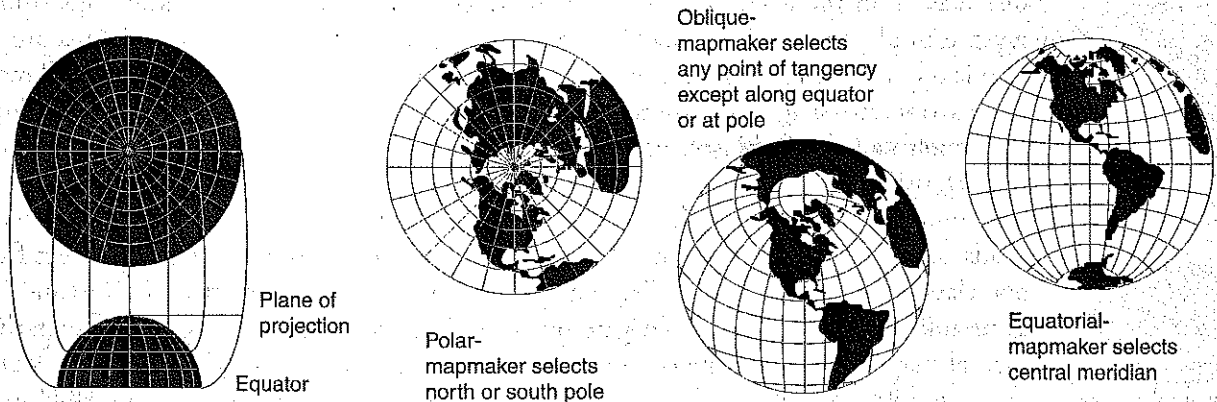 Plane of
projection
Equator
Polar-
mapmaker selects
north or south pole
Oblique-
mapmaker selects
any point of tangency
except along equator
or at pole
Equatorial-
mapmaker selects
central meridian